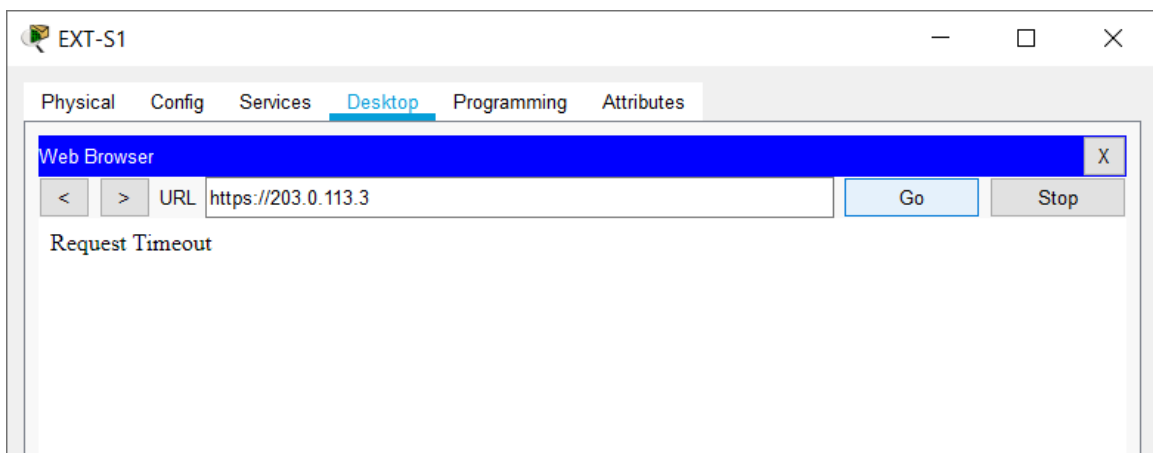 EXT-S1
Physical Config Services Desktop Programming Attributes
Web Browser X
< > URL https://203.0.113.3 Go Stop
Request Timeout